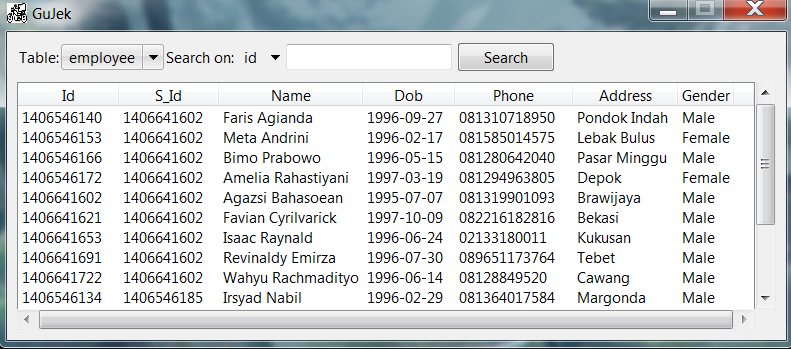 GuJek
Table: employee Search on: id Search
Id S_Id Name Dob Phone Address Gender
1406546140 1406641602 Faris Agianda 1996-09-27 081310718950 Pondok Indah Male
1406546153 1406641602 Meta Andrini 1996-02-17 081585014575 Lebak Bulus Female
1406546166 1406641602 Bimo Prabowo 1996-05-15 081280642040 Pasar Minggu Male
1406546172 1406641602 Amelia Rahastiyani 1997-03-19 081294963805 Depok Female
1406641602 1406641602 Agazsi Bahasoean 1995-07-07 081319901093 Brawijaya Male
1406641621 1406641602 Favian Cyrilvarick 1997-10-09 082216182816 Bekasi Male
1406641653 1406641602 Isaac Raynald 1996-06-24 02133180011 Kukusan Male
1406641691 1406641602 Revinaldy Emirza 1996-07-30 089651173764 Tebet Male
1406641722 1406641602 Wahyu Rachmadityo 1996-06-14 08128849520 Cawang Male
1406546134 1406546185 Irsyad Nabil 1996-02-29 081364017584 Margonda Male